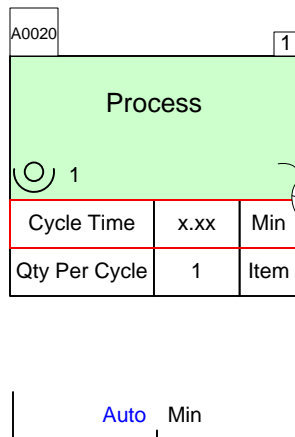 A0020
1
Process
1
Cycle Time x.xx Min
Qty Per Cycle 1 Item
Auto Min